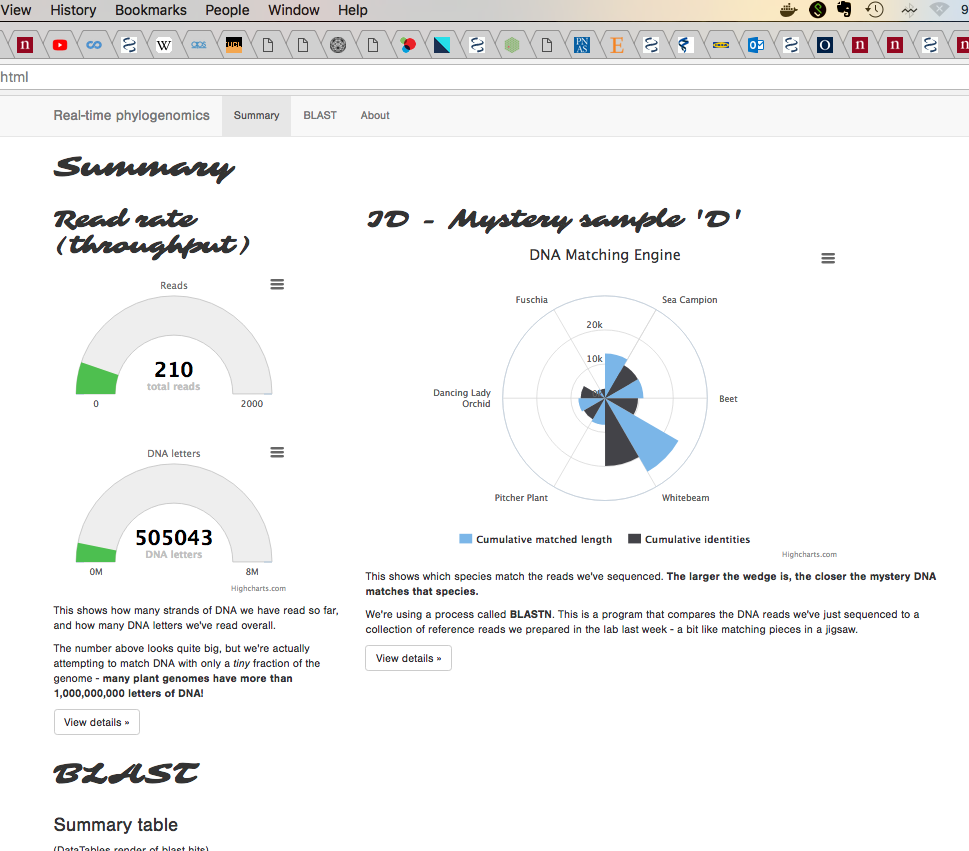 View History Bookmarks People Window Help
html
Real-time phylogenomics Summary BLAST About
Summary
Read rate
(throughput)
Reads
210
total reads
0 2000
DNA letters
505043
DNA letters
0M 8M
Highcharts.com
This shows how many strands of DNA we have read so far,
and how many DNA letters we've read overall.
The number above looks quite big, but we're actually
attempting to match DNA with only a tiny fraction of the
genome - many plant genomes have more than
1,000,000,000 letters of DNA!
View details »
ID - Mystery sample 'D'
DNA Matching Engine
Fuschia Sea Campion
20k
10k
Dancing Lady
Orchid
Beet
Pitcher Plant Whitebeam
Cumulative matched length Cumulative identities
Highcharts.com
This shows which species match the reads we've sequenced. The larger the wedge is, the closer the mystery DNA
matches that species.
We're using a process called BLASTN. This is a program that compares the DNA reads we've just sequenced to a
collection of reference reads we prepared in the lab last week - a bit like matching pieces in a jigsaw.
View details »
BLAST
Summary table
(DataTables render of blast hits)